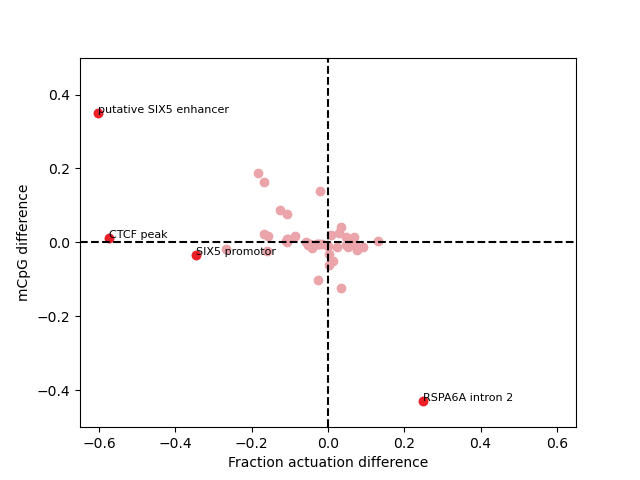 0.4
0.2
0.0
−0.2
−0.4
mCpG difference
putative SIX5 enhancer
CTCF peak
SIX5 promotor
RSPA6A intron 2
−0.6
−0.4
−0.2
0.0
0.2
0.4
0.6
Fraction actuation difference